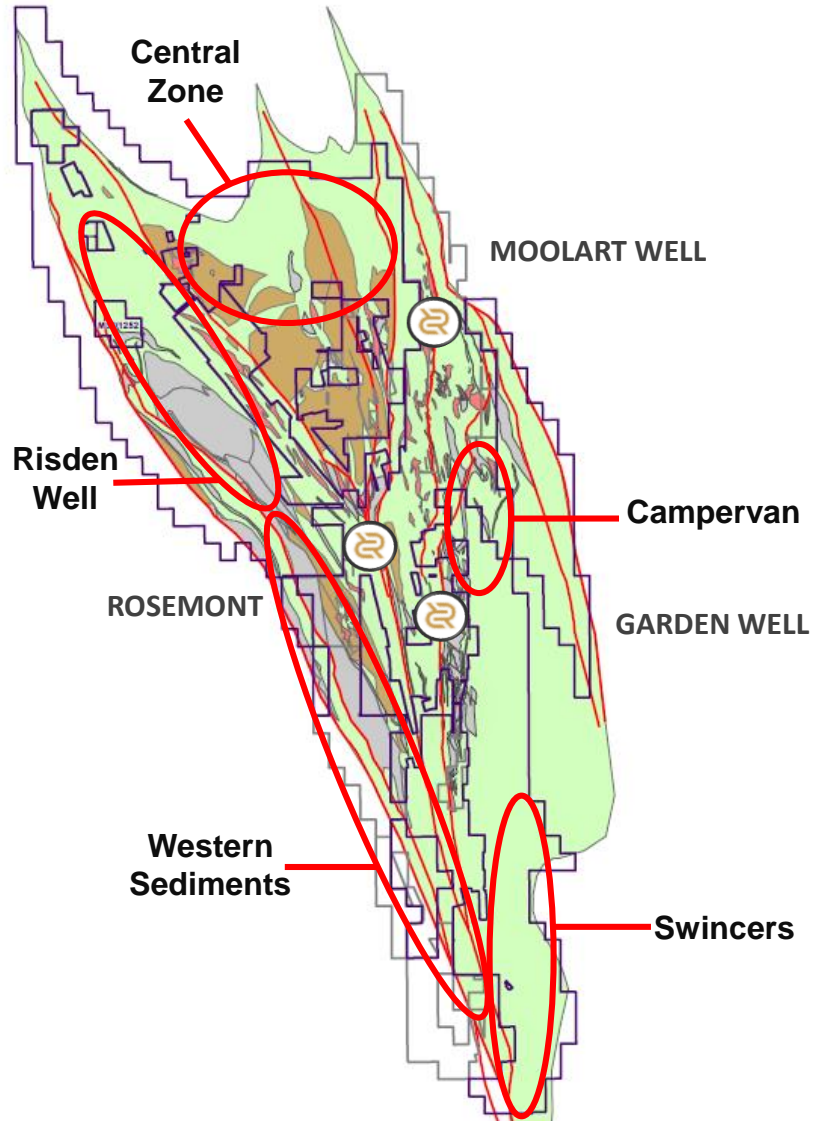 Central
Zone
MOOLART WELL
Risden
Well
Campervan
ROSEMONT
GARDEN WELL
Western
Sediments
Swincers